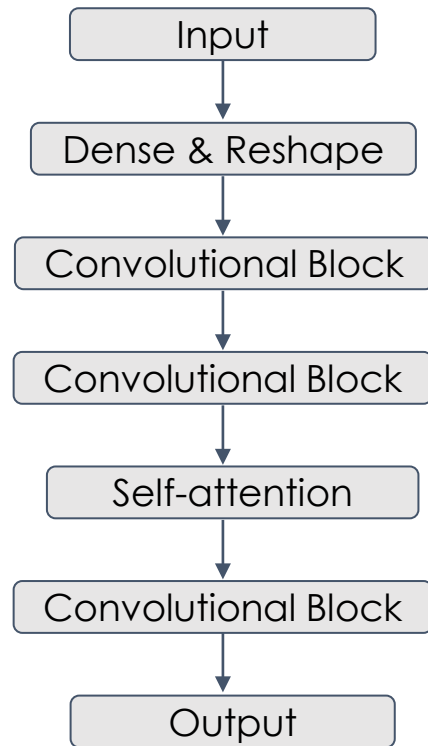 Input
Dense & Reshape
Convolutional Block
Convolutional Block
Self-attention
Convolutional Block
Output